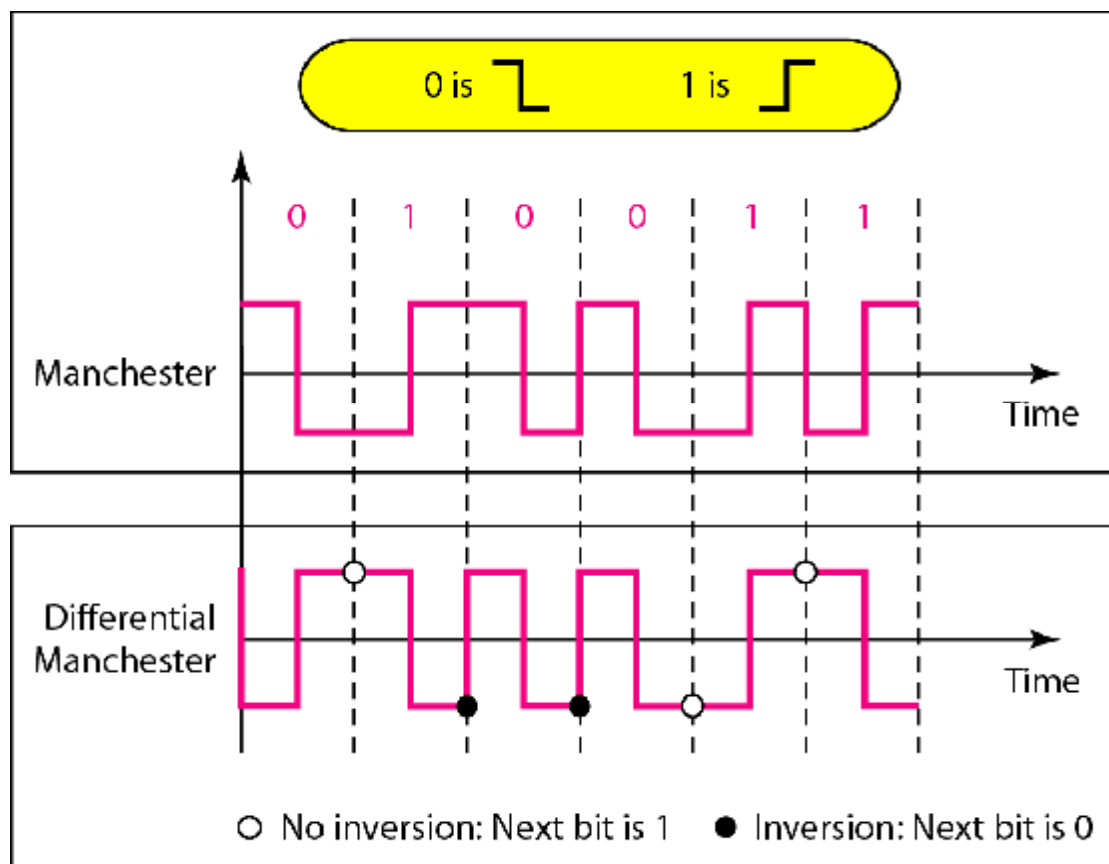 0 is 1 is
0 1 0 0 1 1
Manchester
Time
Differential
Manchester
Time
No inversion: Next bit is 1 Inversion: Next bit is 0